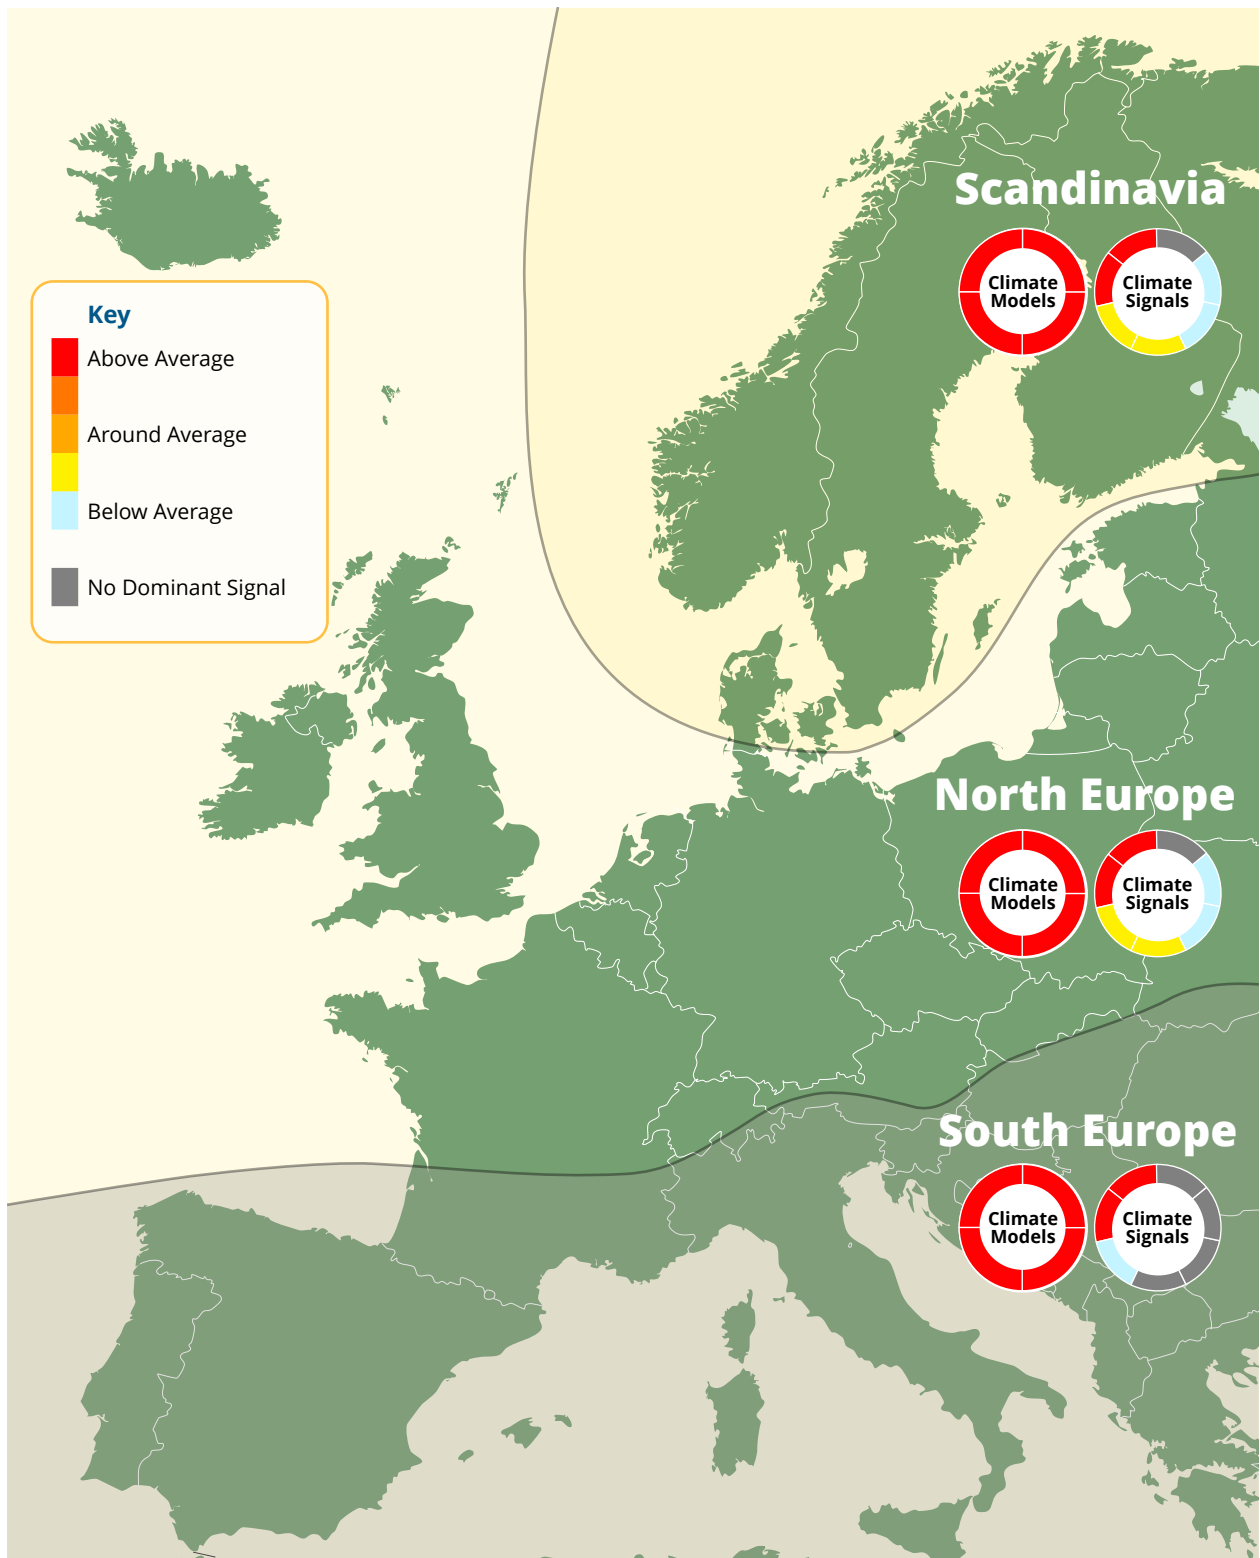 Scandinavia
Climate
Models
Climate
Signals
Key
Above Average
Around Average
Below Average
No Dominant Signal
North Europe
Climate
Models
Climate
Signals
South Europe
Climate
Models
Climate
Signals